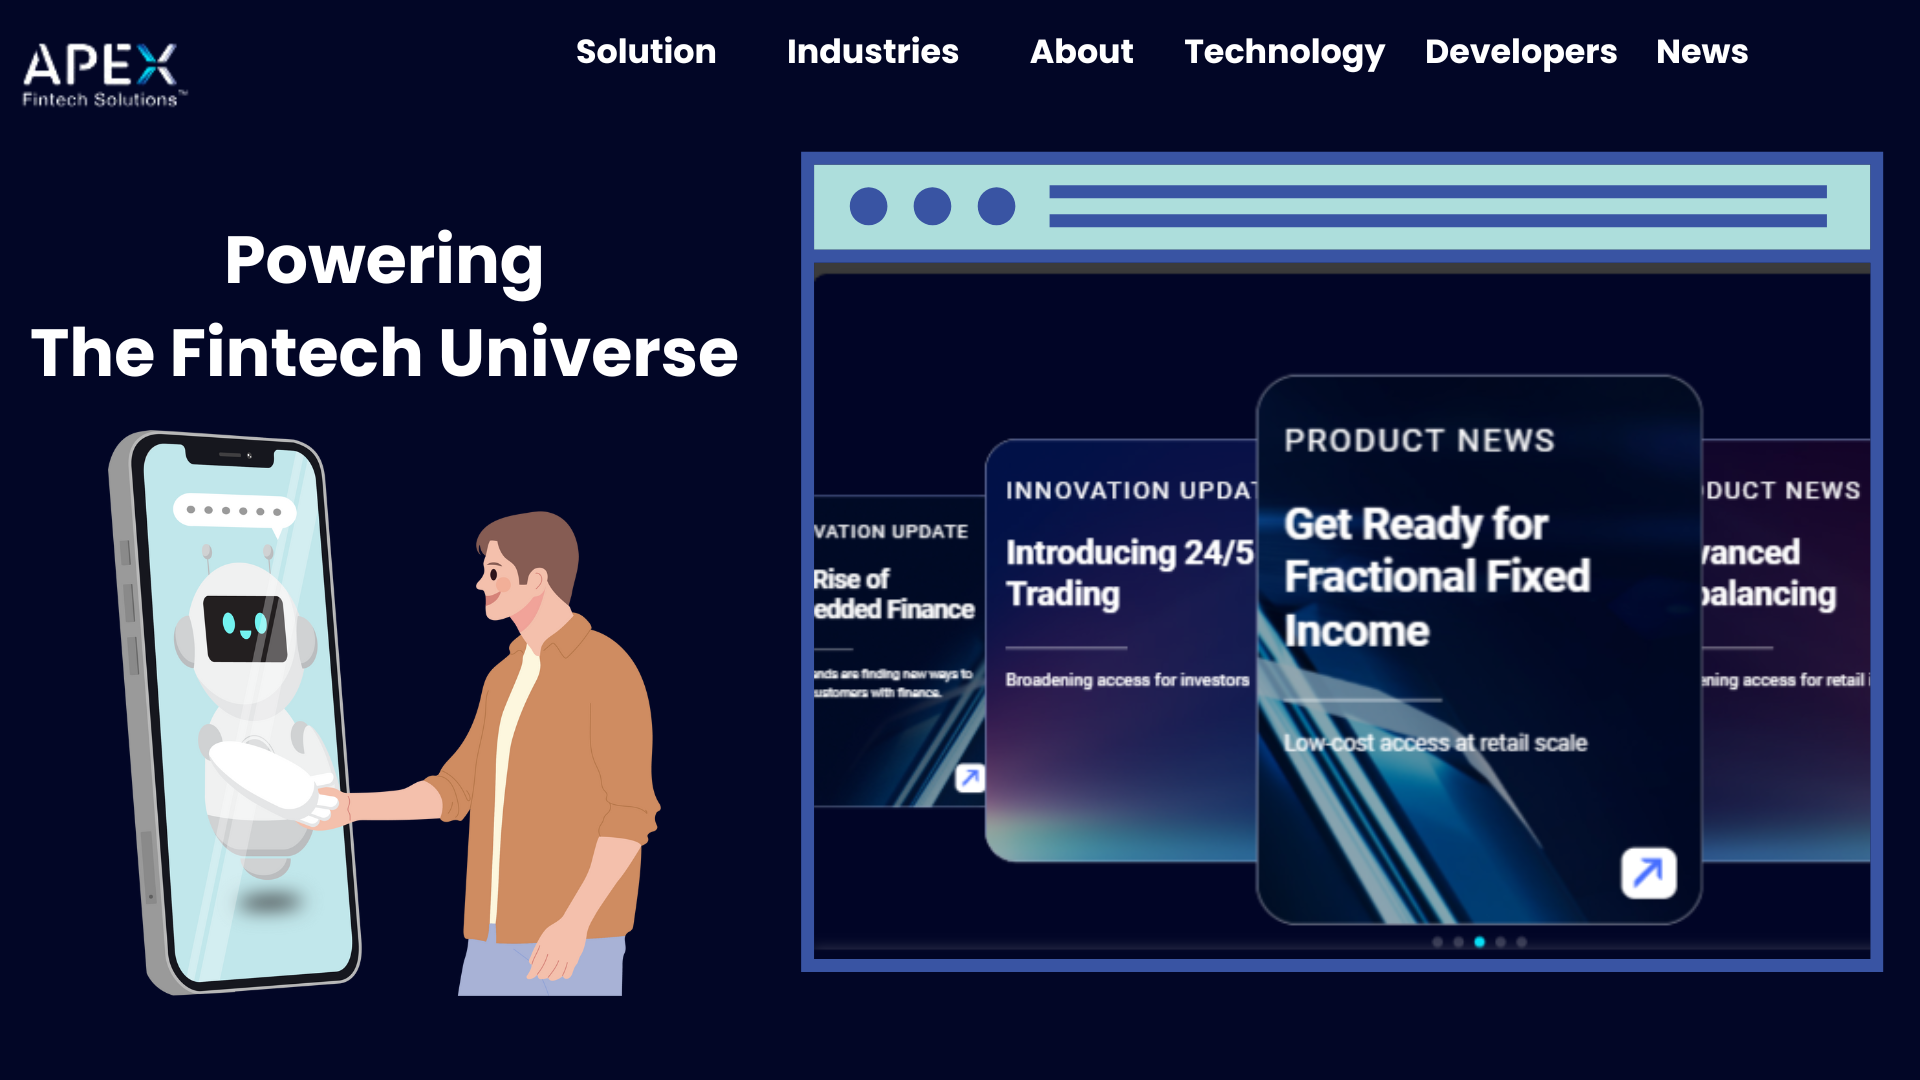 APEX
Fintech Solutions™
Solution Industries About Technology Developers News
Powering
The Fintech Universe
VATION UPDATE
Rise of
edded Finance
ands are finding new ways to
ustomers with finance.
INNOVATION UPDAT
Introducing 24/5
Trading
Broadening access for investors
PRODUCT NEWS
Get Ready for
Fractional Fixed
Income
Low-cost access at retail scale
DUCT NEWS
vanced
balancing
ening access for retail i